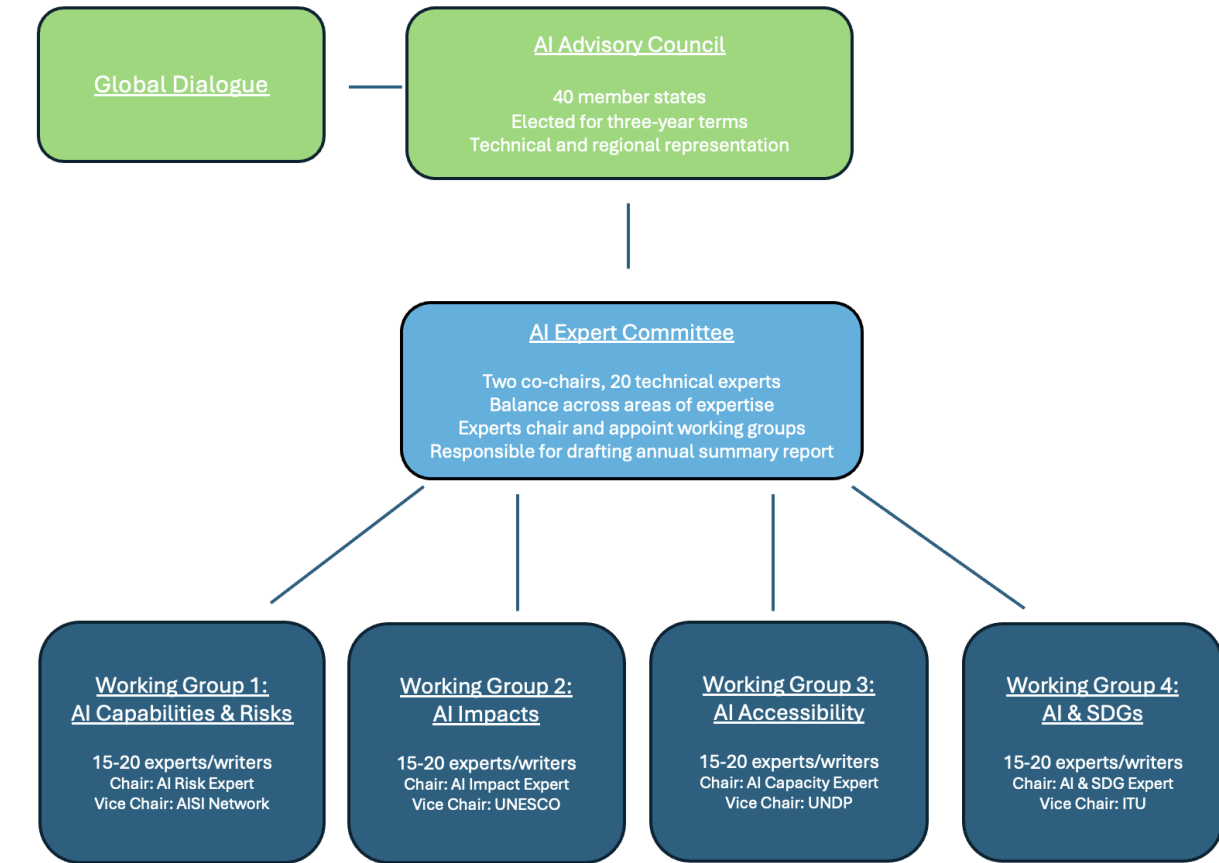 Global Dialogue
AI Advisory Council
40 member states
Elected for three-year terms
Technical and regional representation
AI Expert Committee
Two co-chairs, 20 technical experts
Balance across areas of expertise
Experts chair and appoint working groups
Responsible for drafting annual summary report
Working Group 1:
AI Capabilities & Risks
15-20 experts/writers
Chair: AI Risk Expert
Vice Chair: AISI Network
Working Group 2:
AI Impacts
15-20 experts/writers
Chair: AI Impact Expert
Vice Chair: UNESCO
Working Group 3:
AI Accessibility
15-20 experts/writers
Chair: AI Capacity Expert
Vice Chair: UNDP
Working Group 4:
AI & SDGs
15-20 experts/writers
Chair: AI & SDG Expert
Vice Chair: ITU